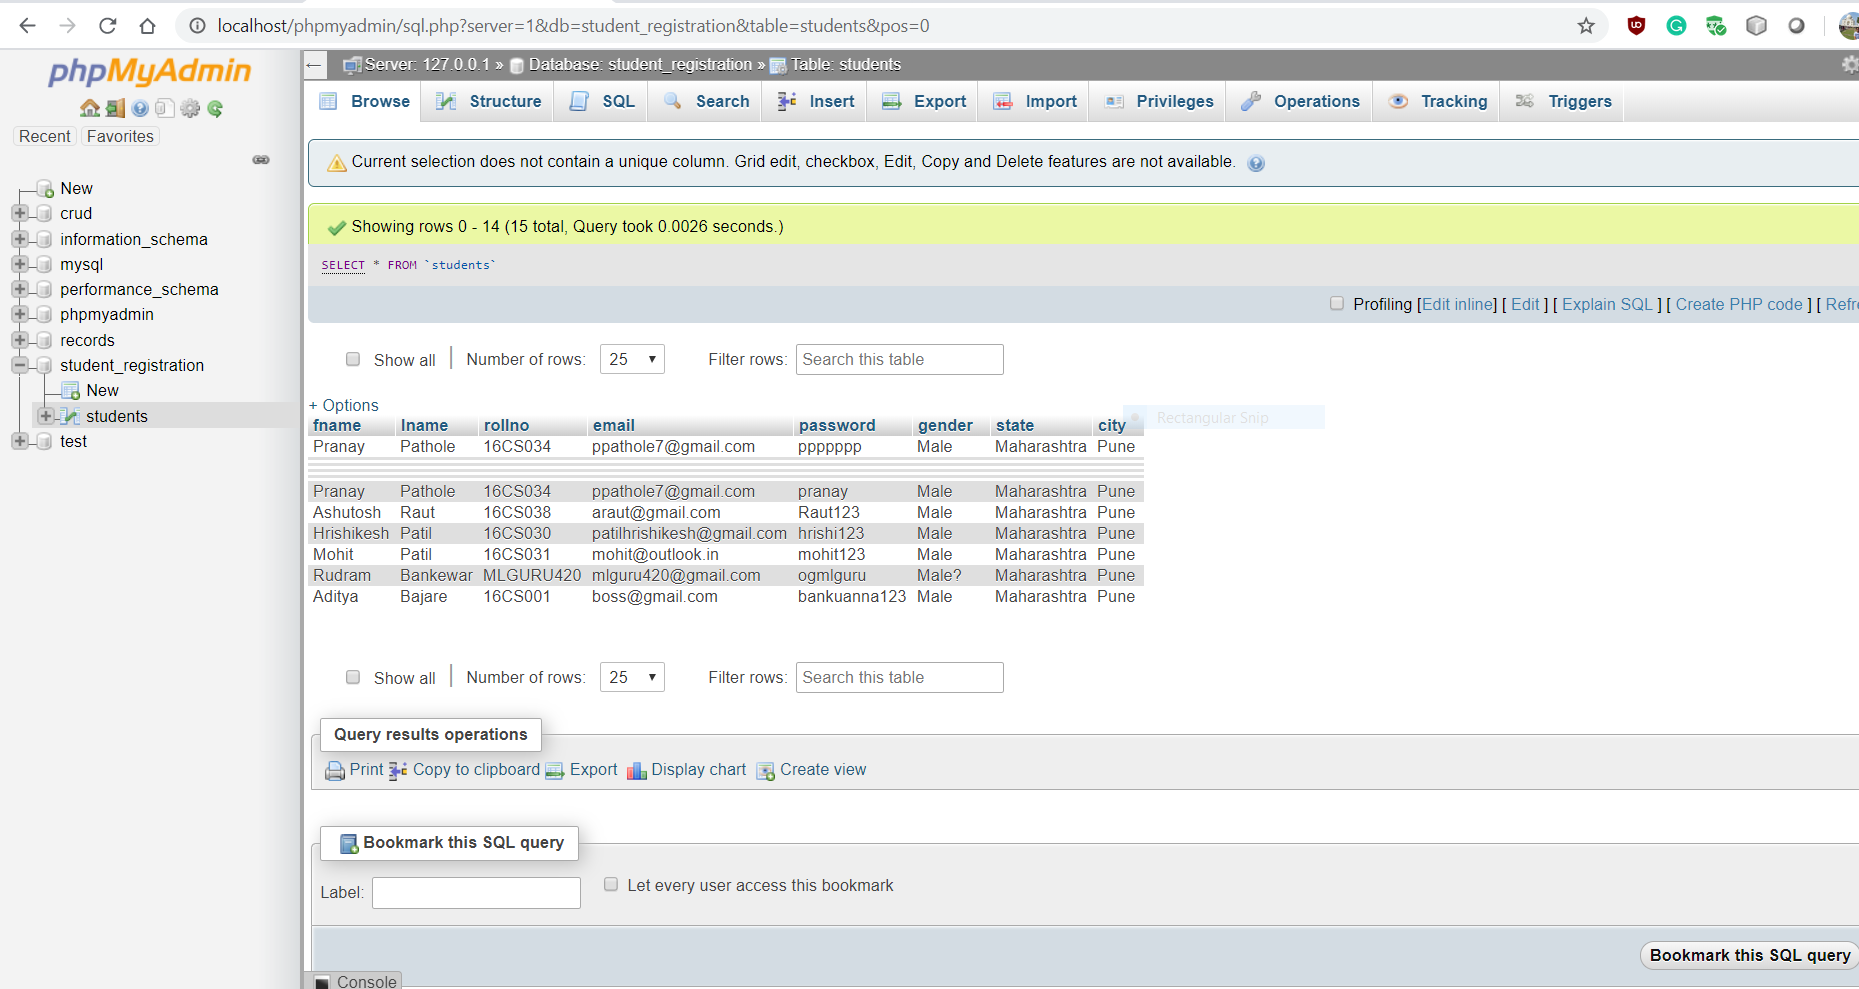 localhost/phpmyadmin/sql.php?server=1&db=student_registration&table=students&pos=0
phpMyAdmin
Recent Favorites
New
crud
information_schema
mysql
performance_schema
phpmyadmin
records
student_registration
New
students
test
← Server: 127.0.0.1 » Database: student_registration » Table: students
Browse Structure SQL Search Insert Export Import Privileges Operations Tracking Triggers
Current selection does not contain a unique column. Grid edit, checkbox, Edit, Copy and Delete features are not available.
Showing rows 0 - 14 (15 total, Query took 0.0026 seconds.)
SELECT * FROM `students`
Profiling [Edit inline] [ Edit ] [ Explain SQL ] [ Create PHP code ] [ Refre
Show all | Number of rows: 25 Filter rows: Search this table
+ Options
fname lname rollno email password gender state city
Rectangular Snip
Pranay Pathole 16CS034 ppathole7@gmail.com ppppppp Male Maharashtra Pune
Pranay Pathole 16CS034 ppathole7@gmail.com pranay Male Maharashtra Pune
Ashutosh Raut 16CS038 araut@gmail.com Raut123 Male Maharashtra Pune
Hrishikesh Patil 16CS030 patilhrishikesh@gmail.com hrishi123 Male Maharashtra Pune
Mohit Patil 16CS031 mohit@outlook.in mohit123 Male Maharashtra Pune
Rudram Bankewar MLGURU420 mlguru420@gmail.com ogmlguru Male? Maharashtra Pune
Aditya Bajare 16CS001 boss@gmail.com bankuanna123 Male Maharashtra Pune
Show all | Number of rows: 25 Filter rows: Search this table
Query results operations
Print Copy to clipboard Export Display chart Create view
Bookmark this SQL query
Label: Let every user access this bookmark
Bookmark this SQL query
Console